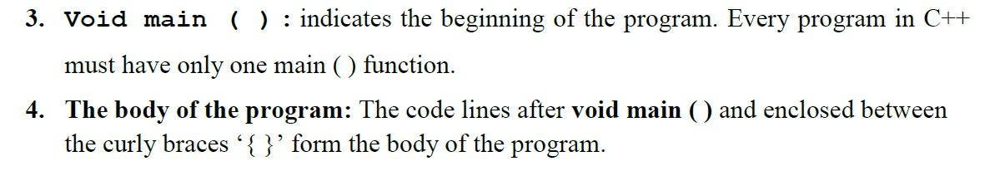 3. Void main ( ) : indicates the beginning of the program. Every program in C++
must have only one main ( ) function.
4. The body of the program: The code lines after void main ( ) and enclosed between
the curly braces ‘{ }’ form the body of the program.